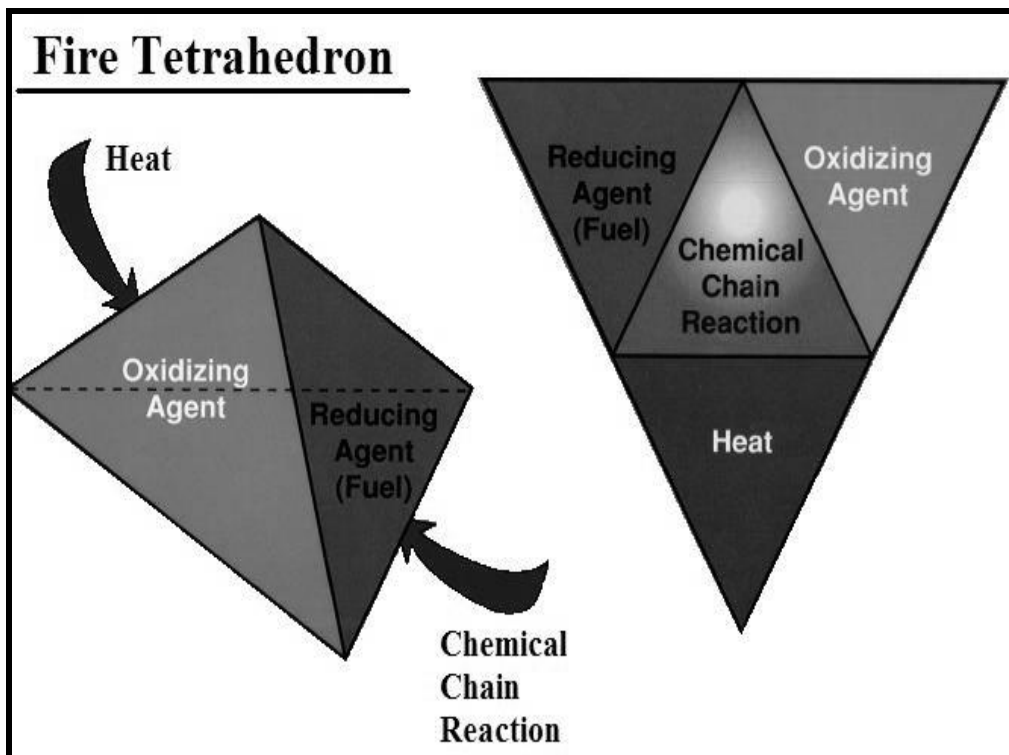 Fire Tetrahedron
Heat
Oxidizing
Agent
Reducing
Agent
(Fuel)
Chemical
Chain
Reaction
Reducing
Agent
(Fuel)
Oxidizing
Agent
Chemical
Chain
Reaction
Heat